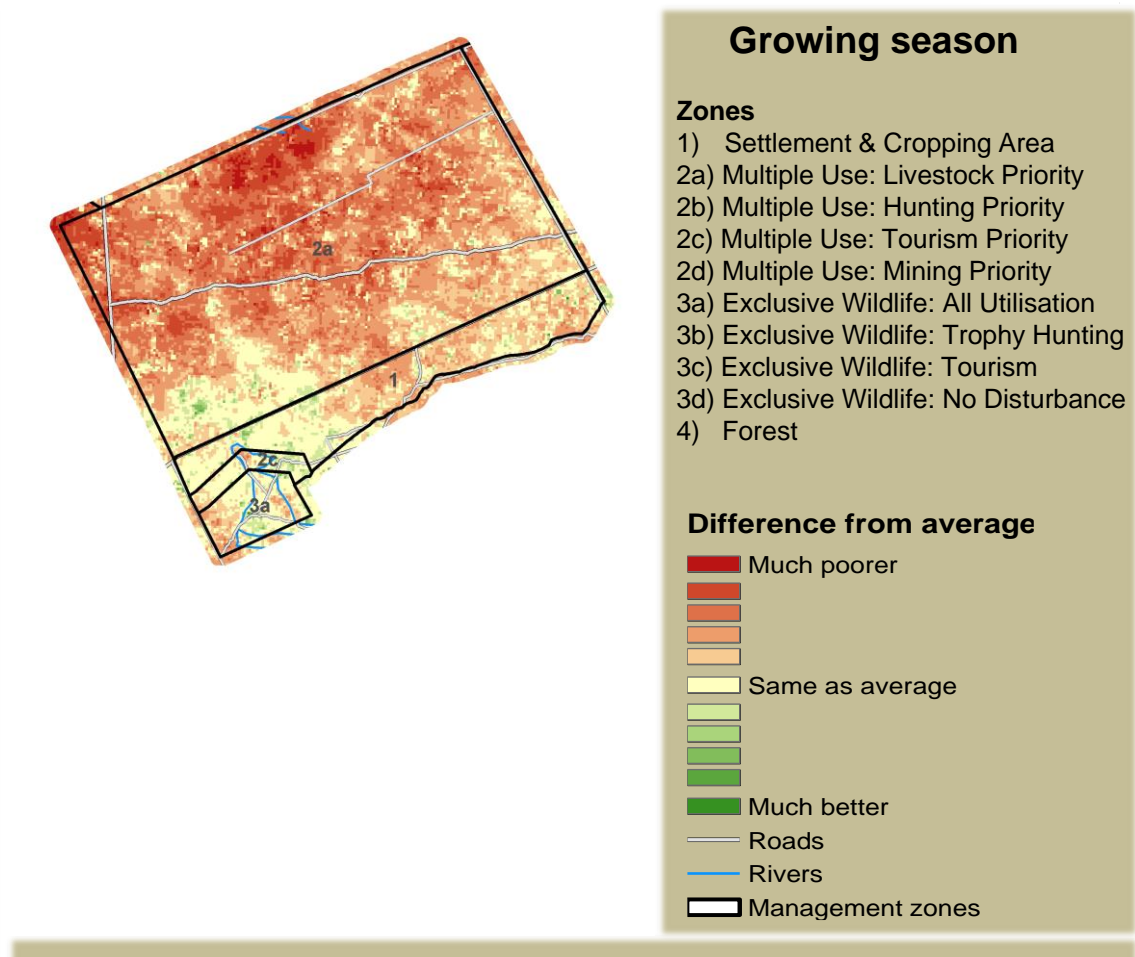 Growing season
Zones
1) Settlement & Cropping Area
2a) Multiple Use: Livestock Priority
2b) Multiple Use: Hunting Priority
2c) Multiple Use: Tourism Priority
2d) Multiple Use: Mining Priority
3a) Exclusive Wildlife: All Utilisation
3b) Exclusive Wildlife: Trophy Hunting
3c) Exclusive Wildlife: Tourism
3d) Exclusive Wildlife: No Disturbance
4) Forest
Difference from average
Much poorer
Same as average
Much better
Roads
Rivers
Management zones
2a
1
2c
3a